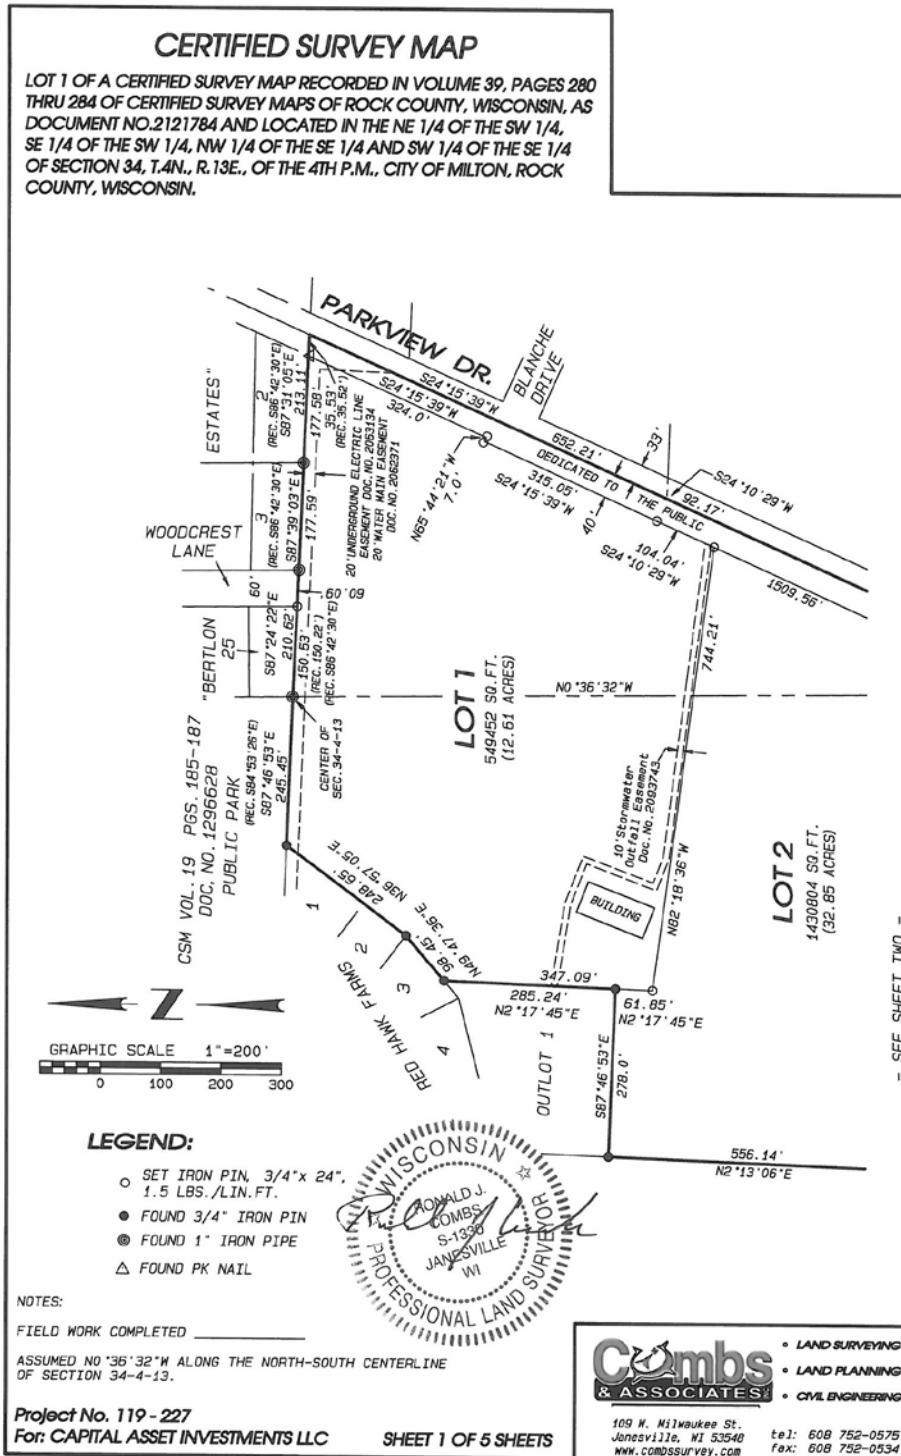 CERTIFIED SURVEY MAP
LOT 1 OF A CERTIFIED SURVEY MAP RECORDED IN VOLUME 39, PAGES 280
THRU 284 OF CERTIFIED SURVEY MAPS OF ROCK COUNTY, WISCONSIN, AS
DOCUMENT NO.2121784 AND LOCATED IN THE NE 1/4 OF THE SW 1/4,
SE 1/4 OF THE SW 1/4, NW 1/4 OF THE SE 1/4 AND SW 1/4 OF THE SE 1/4
OF SECTION 34, T.4N., R.13E., OF THE 4TH P.M., CITY OF MILTON, ROCK
COUNTY, WISCONSIN.
PARKVIEW DR.
BLANCHE
DRIVE
S24°15'39"W
S24°15'39"W
324.0'
652.21'
33'
DEDICATED TO THE PUBLIC
S24°10'29"W
92.17'
N65°44'21"W
7.0'
315.05'
S24°15'39"W
40'
104.04'
S24°10'29"W
1509.56'
ESTATES"
2
(REC.S86°42'30"E)
S87°31'05"E
213.11'
177.58'
35.53'
(REC.35.52')
20'UNDERGROUND ELECTRIC LINE
EASEMENT DOC.NO.2063134
20'WATER MAIN EASEMENT
DOC.NO.2062371
3
(REC.S86°42'30"E)
S87°39'03"E
177.59'
WOODCREST
LANE
60'
60.09'
"BERTLON
25
S87°24'22"E
210.62'
150.53'
(REC.150.22')
(REC.S86°42'30"E)
LOT 1
549452 SQ.FT.
(12.61 ACRES)
N0°36'32"W
744.21'
CENTER OF
SEC.34-4-13
CSM VOL.19 PGS.185-187
DOC.NO.1296628
PUBLIC PARK
(REC.S84°53'26"E)
S87°46'53"E
245.45'
10'Stormwater
Outfall Easement
Doc.No.2093743
N82°18'36"W
LOT 2
1430804 SQ.FT.
(32.85 ACRES)
BUILDING
N36°57'05"E
248.65'
N49°47'36"E
98.45'
1
2
3
4
RED HAWK FARMS
347.09'
285.24'
N2°17'45"E
61.85'
N2°17'45"E
OUTLOT 1
S87°46'53"E
278.0'
556.14'
N2°13'06"E
- SEE SHEET TWO -
N
GRAPHIC SCALE 1"=200'
0 100 200 300
LEGEND:
SET IRON PIN, 3/4"x 24",
1.5 LBS./LIN.FT.
FOUND 3/4" IRON PIN
FOUND 1" IRON PIPE
FOUND PK NAIL
WISCONSIN
RONALD J.
COMBS
S-1330
JANESVILLE
WI
PROFESSIONAL LAND SURVEYOR
NOTES:
FIELD WORK COMPLETED
ASSUMED N0°36'32"W ALONG THE NORTH-SOUTH CENTERLINE
OF SECTION 34-4-13.
Project No. 119 - 227
For: CAPITAL ASSET INVESTMENTS LLC
SHEET 1 OF 5 SHEETS
Combs
& ASSOCIATES
• LAND SURVEYING
• LAND PLANNING
• CIVIL ENGINEERING
109 W. Milwaukee St.
Janesville, WI 53548
www.combssurvey.com
tel: 608 752-0575
fax: 608 752-0534